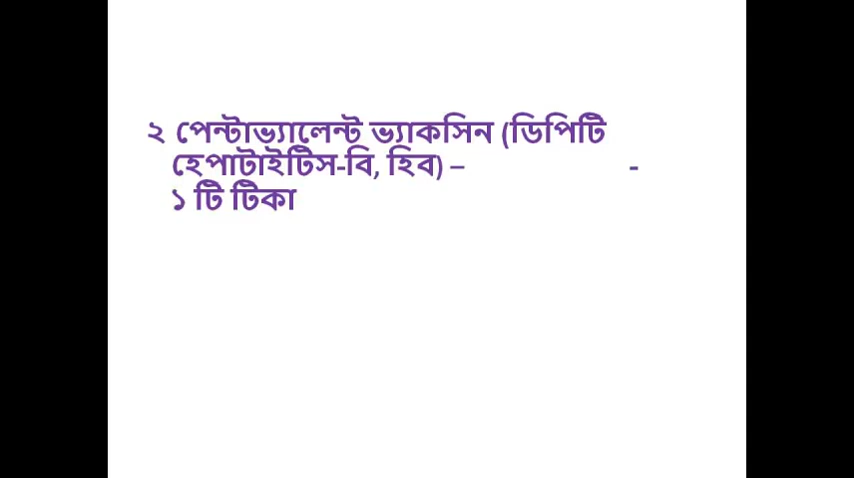 ২ পেন্টাভ্যালেন্ট ভ্যাকসিন (ডিপিটি
হেপাটাইটিস-বি, হিব) – -
১ টি টিকা